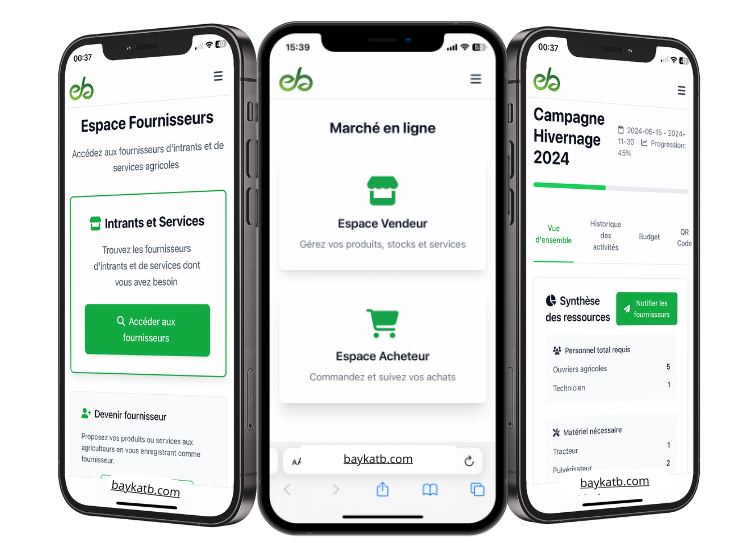 00:37
eb
Espace Fournisseurs
Accédez aux fournisseurs d'intrants et de
services agricoles
Intrants et Services
Trouvez les fournisseurs
d'intrants et de services dont
vous avez besoin
Accéder aux
fournisseurs
Devenir fournisseur
Proposez vos produits ou services aux
agriculteurs en vous enregistrant comme
fournisseur.
baykatb.com
15:39
eb
Marché en ligne
Espace Vendeur
Gérez vos produits, stocks et services
Espace Acheteur
Commandez et suivez vos achats
AA
baykatb.com
00:37
eb
Campagne
Hivernage
2024
2024-05-15 - 2024-
11-30 Progression:
45%
Vue
d'ensemble
Historique
des
activités
Budget
QR
Code
Synthèse
des ressources
Notifier les
fournisseurs
Personnel total requis
Ouvriers agricoles 5
Technicien 1
Matériel nécessaire
Tracteur 1
Pulvérisateur 2
baykatb.com